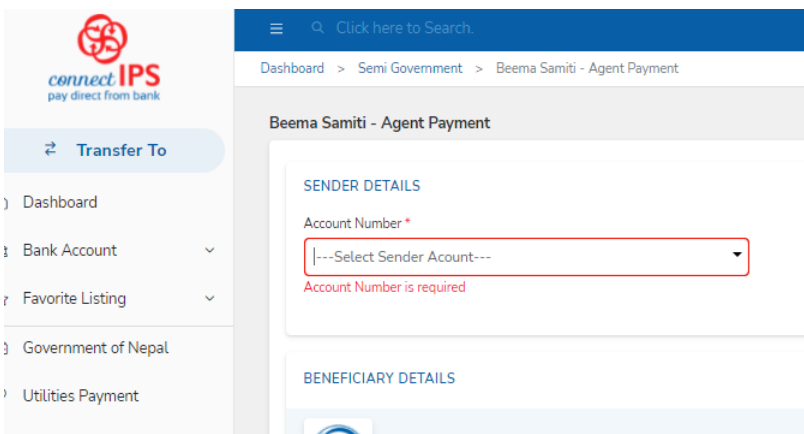 connectIPS
pay direct from bank
Transfer To
Dashboard
Bank Account
Favorite Listing
Government of Nepal
Utilities Payment
Click here to Search.
Dashboard > Semi Government > Beema Samiti - Agent Payment
Beema Samiti - Agent Payment
SENDER DETAILS
Account Number *
---Select Sender Acount---
Account Number is required
BENEFICIARY DETAILS